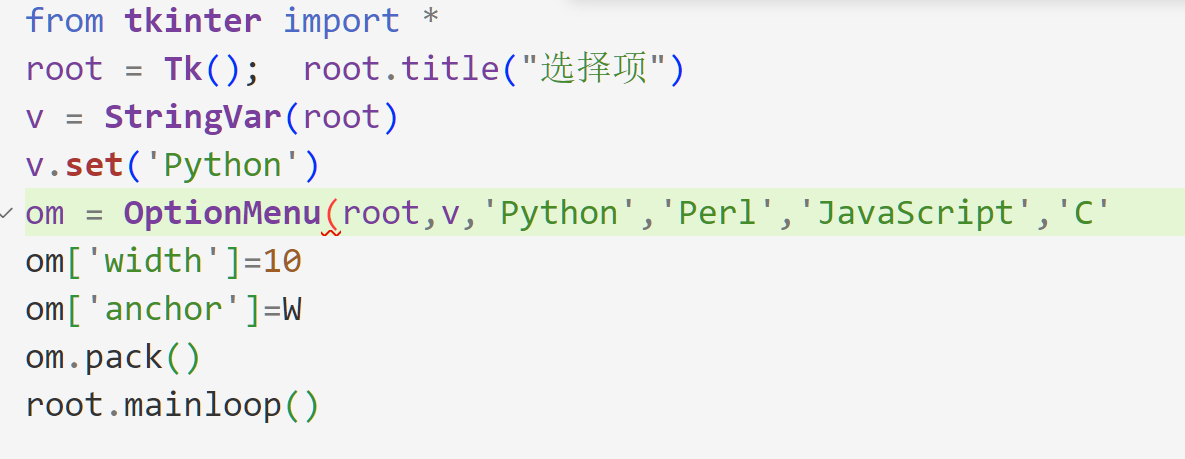 from tkinter import *
root = Tk();  root.title("选择项")
v = StringVar(root)
v.set('Python')
om = OptionMenu(root,v,'Python','Perl','JavaScript','C'
om['width']=10
om['anchor']=W
om.pack()
root.mainloop()